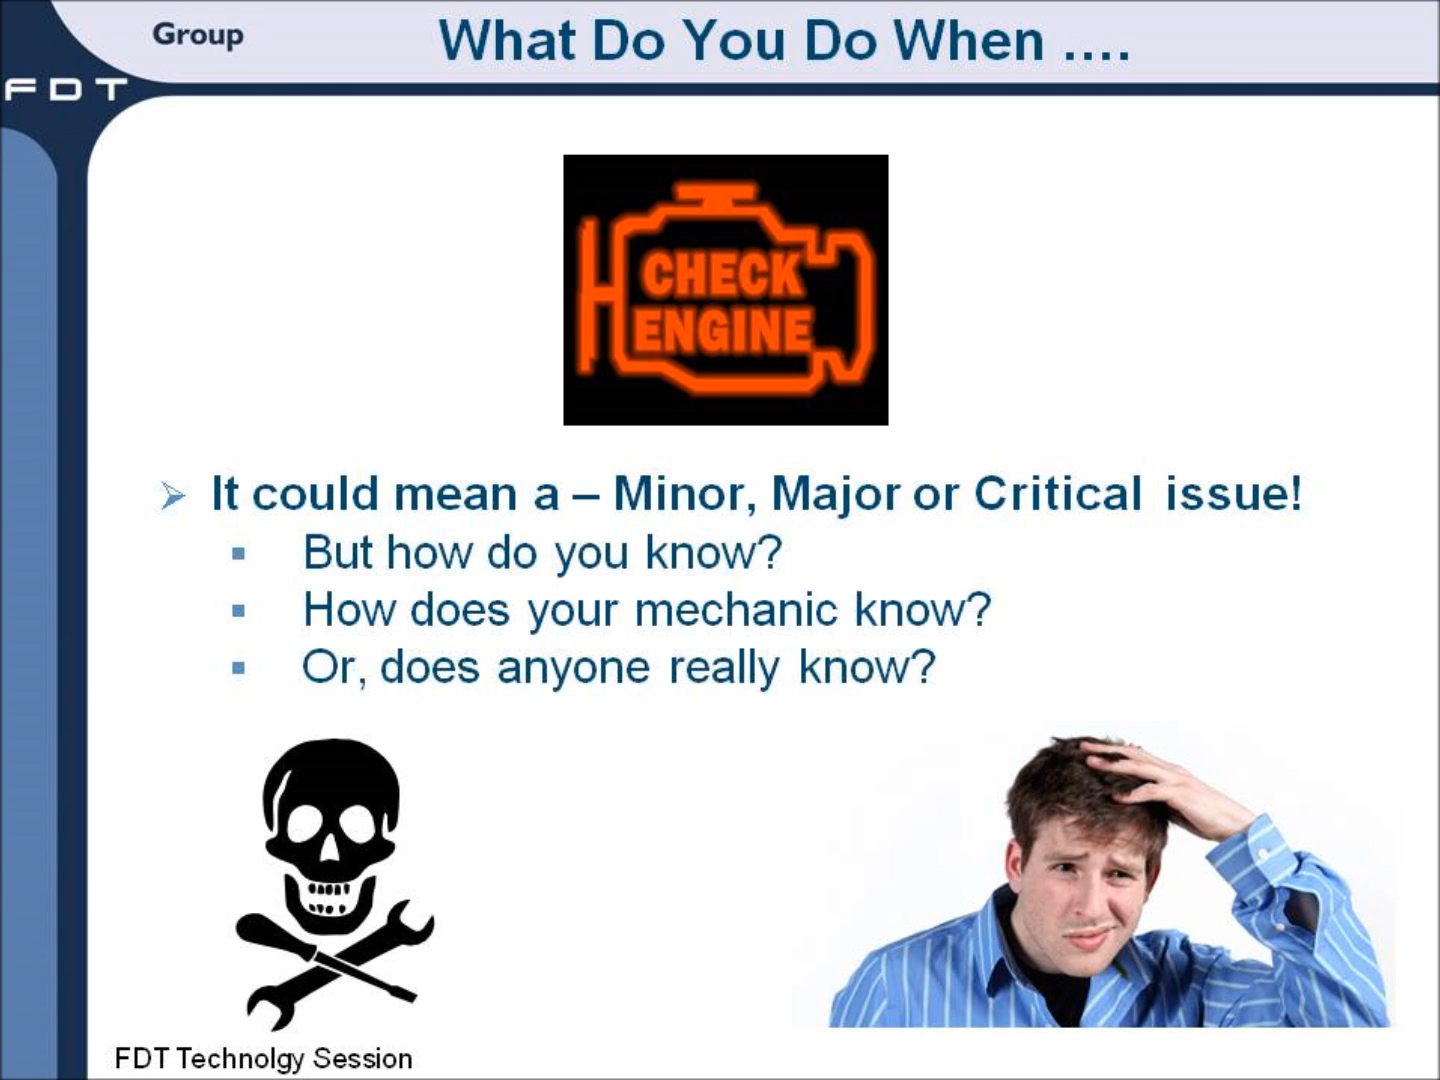 Group
FDT
What Do You Do When ....
CHECK
ENGINE
It could mean a – Minor, Major or Critical issue!
But how do you know?
How does your mechanic know?
Or, does anyone really know?
FDT Technolgy Session